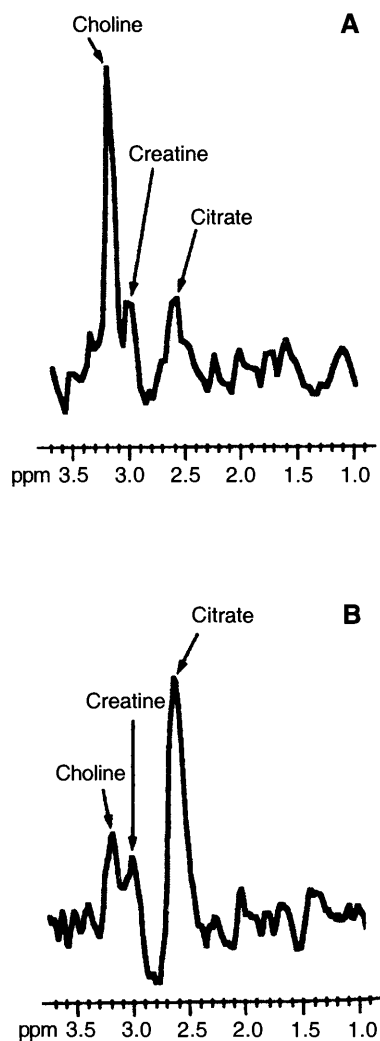 Choline
A
Creatine
Citrate
ppm 3.5 3.0 2.5 2.0 1.5 1.0
Citrate
B
Creatine
Choline
ppm 3.5 3.0 2.5 2.0 1.5 1.0